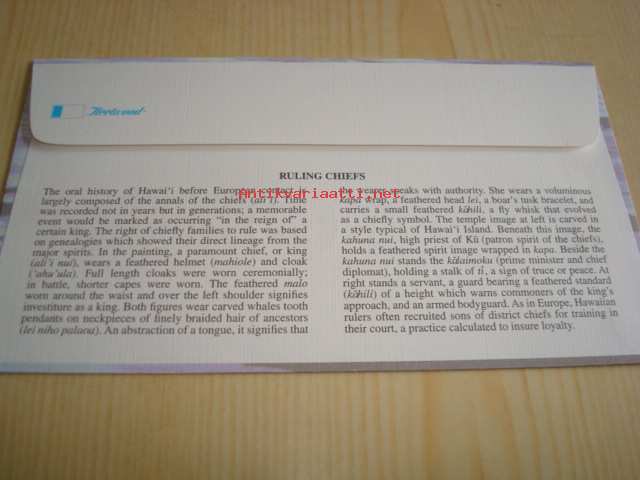 Fleetwood
RULING CHIEFS
The oral history of Hawai'i before European contact is
largely composed of the annals of the chiefs (ali'i). Time
was recorded not in years but in generations; a memorable
event would be marked as occurring "in the reign of" a
certain king. The right of chiefly families to rule was based
on genealogies which showed their direct lineage from the
major spirits. In the painting, a paramount chief, or king
(ali'i nui), wears a feathered helmet (mahiole) and cloak
('ahu'ula). Full length cloaks were worn ceremonially;
in battle, shorter capes were worn. The feathered malo
worn around the waist and over the left shoulder signifies
investiture as a king. Both figures wear carved whales tooth
pendants on neckpieces of finely braided hair of ancestors
(lei niho palaoa). An abstraction of a tongue, it signifies that
the wearer speaks with authority. She wears a voluminous
kapa wrap, a feathered head lei, a boar's tusk bracelet, and
carries a small feathered kāhili, a fly whisk that evolved
as a chiefly symbol. The temple image at left is carved in
a style typical of Hawai'i Island. Beneath this image, the
kahuna nui, high priest of Kū (patron spirit of the chiefs),
holds a feathered spirit image wrapped in kapa. Beside the
kahuna nui stands the kālaimoku (prime minister and chief
diplomat), holding a stalk of tī, a sign of truce or peace. At
right stands a servant, a guard bearing a feathered standard
(kāhili) of a height which warns commoners of the king's
approach, and an armed bodyguard. As in Europe, Hawaiian
rulers often recruited sons of district chiefs for training in
their court, a practice calculated to insure loyalty.
Antikvariaatti.net